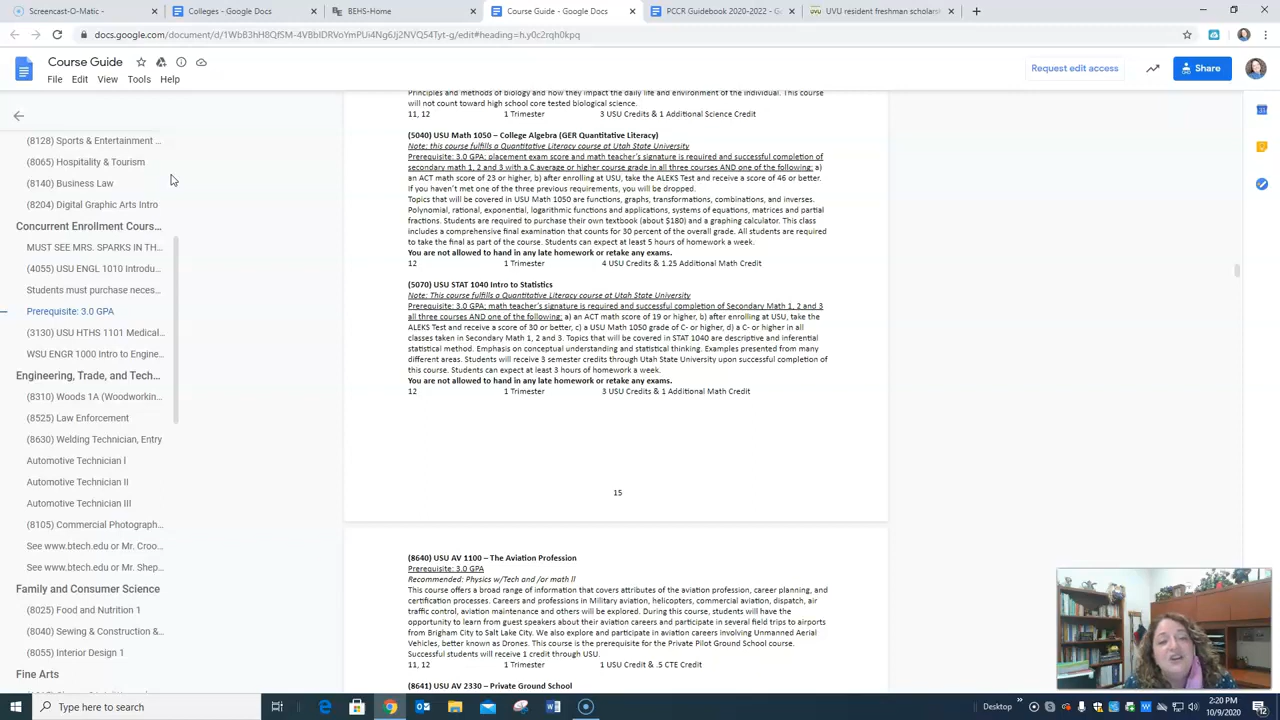 Screencast-O-Matic
Colleges - Google Docs
BEHS-Home
Course Guide - Google Docs
PCCR Guidebook 2020-2022 - G
UVU resident freshman scholarsh
docs.google.com/document/d/1WbB3hH8QfSM-4VBbIDRVoYmPUi4Ng6Jj2NVQ54Tyt-g/edit#heading=h.y0c2rqh0kpq
Course Guide
File Edit View Tools Help
Request edit access
Share
(8128) Sports & Entertainment ...
(8065) Hospitality & Tourism
(8140) Business Law
(8204) Digital Graphic Arts Intro
Concurrent Enrollment Cours...
MUST SEE MRS. SPARKS IN TH...
(4055) USU ENGL 1010 Introdu...
Students must purchase neces...
Prerequisite: 3.0 GPA
(3130) USU HTHS 1101 Medical...
WSU ENGR 1000 Intro to Engine...
Engineering, Trade, and Tech...
(8310) Woods 1A (Woodworkin...
(8525) Law Enforcement
(8630) Welding Technician, Entry
Automotive Technician l
Automotive Technician II
Automotive Technician III
(8105) Commercial Photograph...
See www.btech.edu or Mr. Croo...
See www.btech.edu or Mr. Shep...
Family and Consumer Science
(8025) Food and Nutrition 1
(8040) Sewing & Construction &...
(8055) Interior Design 1
Fine Arts
Principles and methods of biology and how they impact the daily life and environment of the individual. This course
will not count toward high school core tested biological science.
11, 12 1 Trimester 3 USU Credits & 1 Additional Science Credit
(5040) USU Math 1050 – College Algebra (GER Quantitative Literacy)
Note: this course fulfills a Quantitative Literacy course at Utah State University
Prerequisite: 3.0 GPA; placement exam score and math teacher's signature is required and successful completion of
secondary math 1, 2 and 3 with a C average or higher course grade in all three courses AND one of the following: a)
an ACT math score of 23 or higher, b) after enrolling at USU, take the ALEKS Test and receive a score of 46 or better.
If you haven't met one of the three previous requirements, you will be dropped.
Topics that will be covered in USU Math 1050 are functions, graphs, transformations, combinations, and inverses.
Polynomial, rational, exponential, logarithmic functions and applications, systems of equations, matrices and partial
fractions. Students are required to purchase their own textbook (about $180) and a graphing calculator. This class
includes a comprehensive final examination that counts for 30 percent of the overall grade. All students are required
to take the final as part of the course. Students can expect at least 5 hours of homework a week.
You are not allowed to hand in any late homework or retake any exams.
12 1 Trimester 4 USU Credits & 1.25 Additional Math Credit
(5070) USU STAT 1040 Intro to Statistics
Note: This course fulfills a Quantitative Literacy course at Utah State University
Prerequisite: 3.0 GPA; math teacher's signature is required and successful completion of Secondary Math 1, 2 and 3
all three courses AND one of the following: a) an ACT math score of 19 or higher, b) after enrolling at USU, take the
ALEKS Test and receive a score of 30 or better, c) a USU Math 1050 grade of C- or higher, d) a C- or higher in all
classes taken in Secondary Math 1, 2 and 3. Topics that will be covered in STAT 1040 are descriptive and inferential
statistical method. Emphasis on conceptual understanding and statistical thinking. Examples presented from many
different areas. Students will receive 3 semester credits through Utah State University upon successful completion of
this course. Students can expect at least 3 hours of homework a week.
You are not allowed to hand in any late homework or retake any exams.
12 1 Trimester 3 USU Credits & 1 Additional Math Credit
15
(8640) USU AV 1100 – The Aviation Profession
Prerequisite: 3.0 GPA
Recommended: Physics w/Tech and /or math II
This course offers a broad range of information that covers attributes of the aviation profession, career planning, and
certification processes. Careers and professions in Military aviation, helicopters, commercial aviation, dispatch, air
traffic control, aviation maintenance and others will be explored. During this course, students will have the
opportunity to learn from guest speakers about their aviation careers and participate in several field trips to airports
from Brigham City to Salt Lake City. We also explore and participate in aviation careers involving Unmanned Aerial
Vehicles, better known as Drones. This course is the prerequisite for the Private Pilot Ground School course.
Successful students will receive 1 credit through USU.
11, 12 1 Trimester 1 USU Credit & .5 CTE Credit
(8641) USU AV 2330 – Private Ground School
Type here to search
Desktop
2:20 PM
10/9/2020